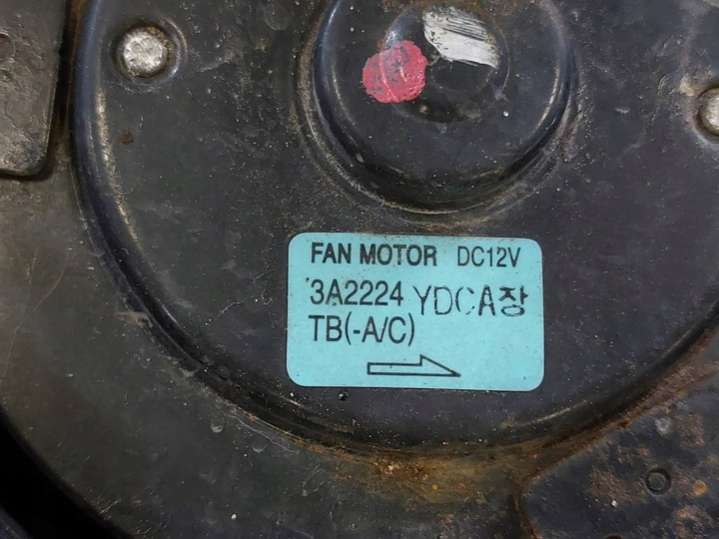 FAN MOTOR DC12V
3A2224 YDCA장
TB(-A/C)